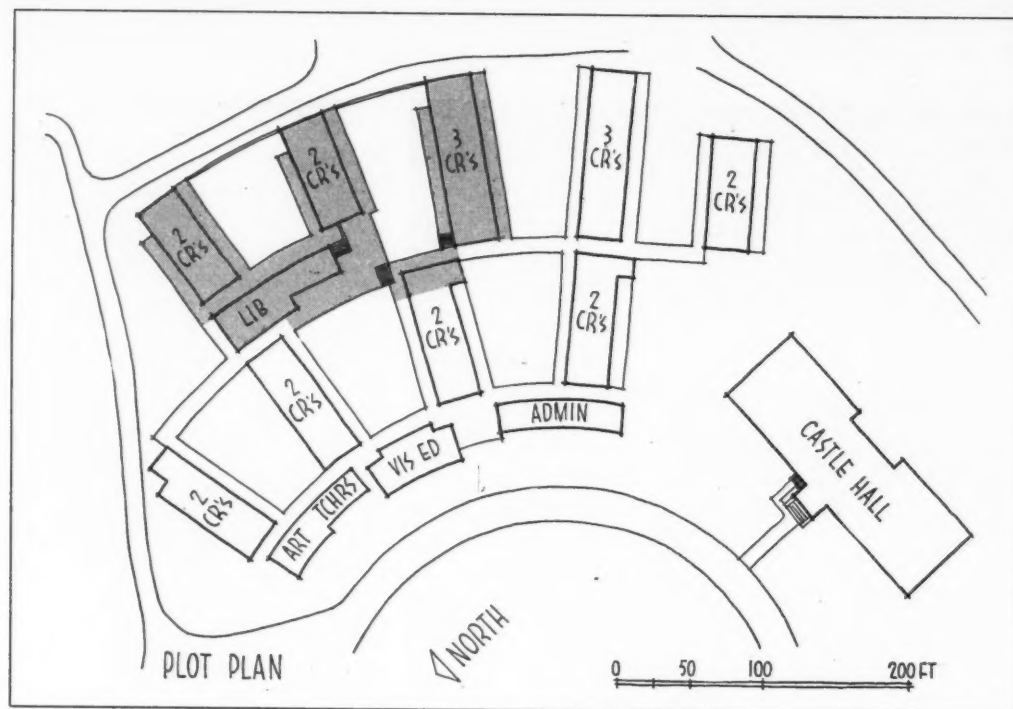 3
CR'S
2
CR'S
3
CR'S
2
CR'S
2
CR'S
LIB
2
CR'S
2
CR'S
2
CR'S
ADMIN
VIS ED
2
CR'S
ART TCHRS
CASTLE HALL
NORTH
PLOT PLAN
0 50 100 200 FT